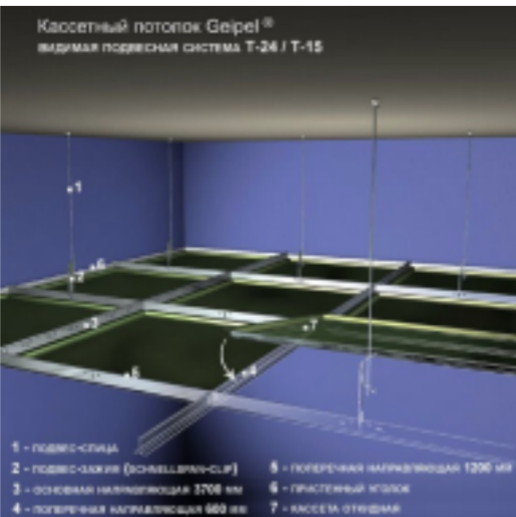 Кассетный потолок Geipel®
ВИДИМАЯ ПОДВЕСНАЯ СИСТЕМА Т-24 / Т-15
1
6
2
3
7
5
4
1 - ПОДВЕС-СПИЦА
2 - ПОДВЕС-ЗАЖИМ (SCHNELLSPAN-CLIP)
3 - ОСНОВНАЯ НАПРАВЛЯЮЩАЯ 3700 ММ
4 - ПОПЕРЕЧНАЯ НАПРАВЛЯЮЩАЯ 600 ММ
5 - ПОПЕРЕЧНАЯ НАПРАВЛЯЮЩАЯ 1200 ММ
6 - ПРИСТЕННЫЙ УГОЛОК
7 - КАССЕТА ОТКИДНАЯ